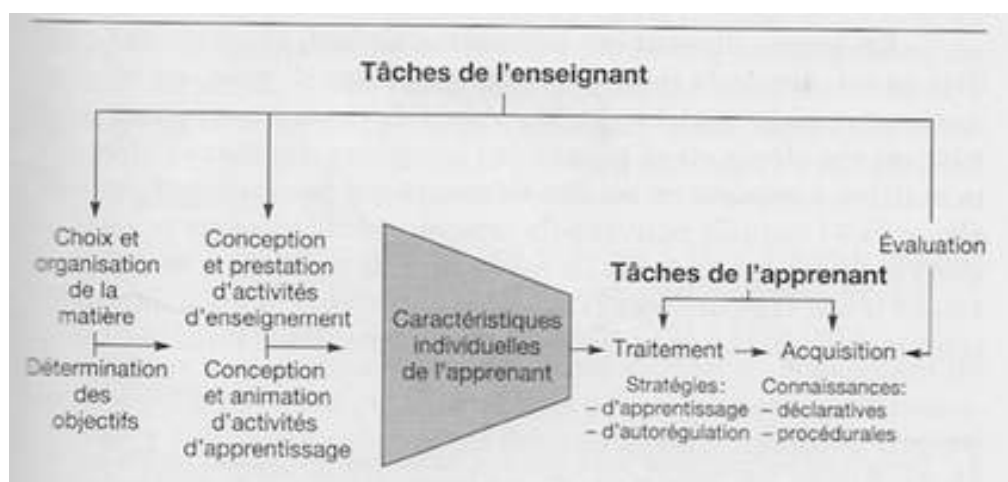 Tâches de l'enseignant
Choix et
organisation
de la
matière
Détermination
des
objectifs
Conception
et prestation
d'activités
d'enseignement
Conception
et animation
d'activités
d'apprentissage
Caractéristiques
individuelles
de l'apprenant
Tâches de l'apprenant
Traitement
Stratégies:
– d'apprentissage
– d'autorégulation
Acquisition
Connaissances:
– déclaratives
– procédurales
Évaluation